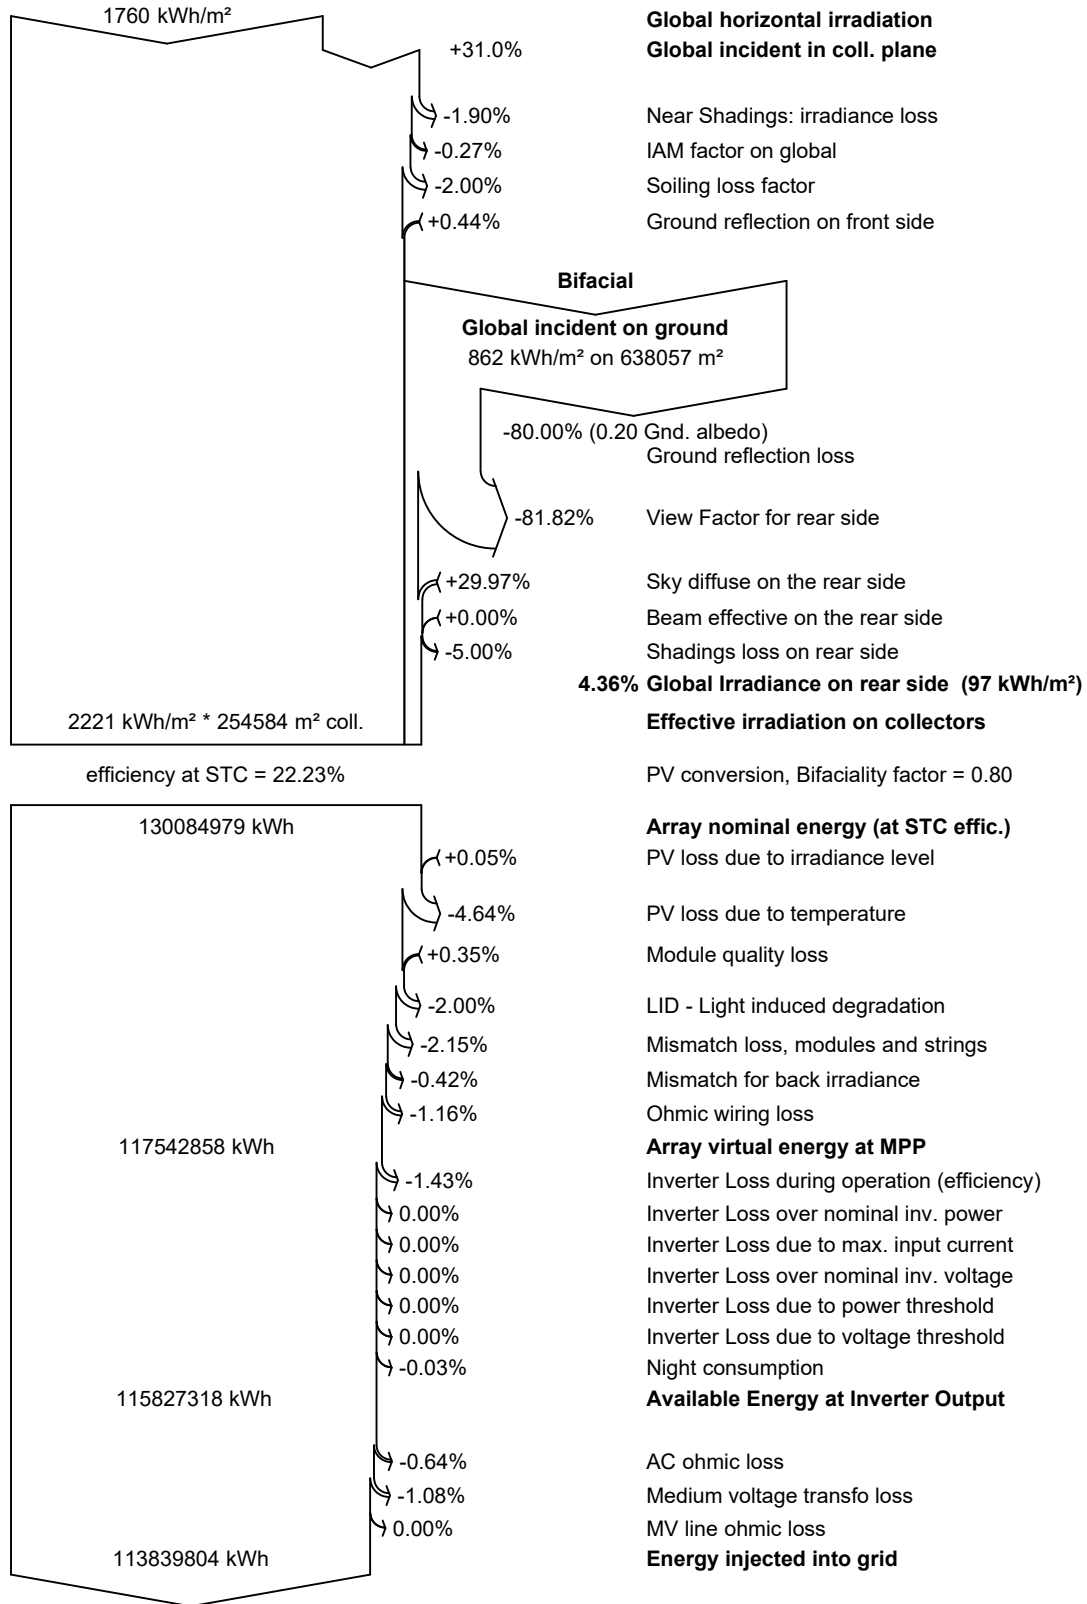 1760 kWh/m² Global horizontal irradiation
+31.0% Global incident in coll. plane
-1.90% Near Shadings: irradiance loss
-0.27% IAM factor on global
-2.00% Soiling loss factor
+0.44% Ground reflection on front side
Bifacial
Global incident on ground
862 kWh/m² on 638057 m²
-80.00% (0.20 Gnd. albedo)
Ground reflection loss
-81.82% View Factor for rear side
+29.97% Sky diffuse on the rear side
+0.00% Beam effective on the rear side
-5.00% Shadings loss on rear side
4.36% Global Irradiance on rear side (97 kWh/m²)
2221 kWh/m² * 254584 m² coll. Effective irradiation on collectors
efficiency at STC = 22.23% PV conversion, Bifaciality factor = 0.80
130084979 kWh Array nominal energy (at STC effic.)
+0.05% PV loss due to irradiance level
-4.64% PV loss due to temperature
+0.35% Module quality loss
-2.00% LID - Light induced degradation
-2.15% Mismatch loss, modules and strings
-0.42% Mismatch for back irradiance
-1.16% Ohmic wiring loss
117542858 kWh Array virtual energy at MPP
-1.43% Inverter Loss during operation (efficiency)
0.00% Inverter Loss over nominal inv. power
0.00% Inverter Loss due to max. input current
0.00% Inverter Loss over nominal inv. voltage
0.00% Inverter Loss due to power threshold
0.00% Inverter Loss due to voltage threshold
-0.03% Night consumption
115827318 kWh Available Energy at Inverter Output
-0.64% AC ohmic loss
-1.08% Medium voltage transfo loss
0.00% MV line ohmic loss
113839804 kWh Energy injected into grid